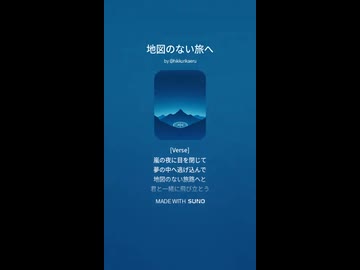 地図のない旅へ
by @hikkurikaeru
[Verse]
嵐の夜に目を閉じて
夢の中へ逃げ込んで
地図のない旅路へと
君と一緒に飛び立とう
MADE WITH SUNO